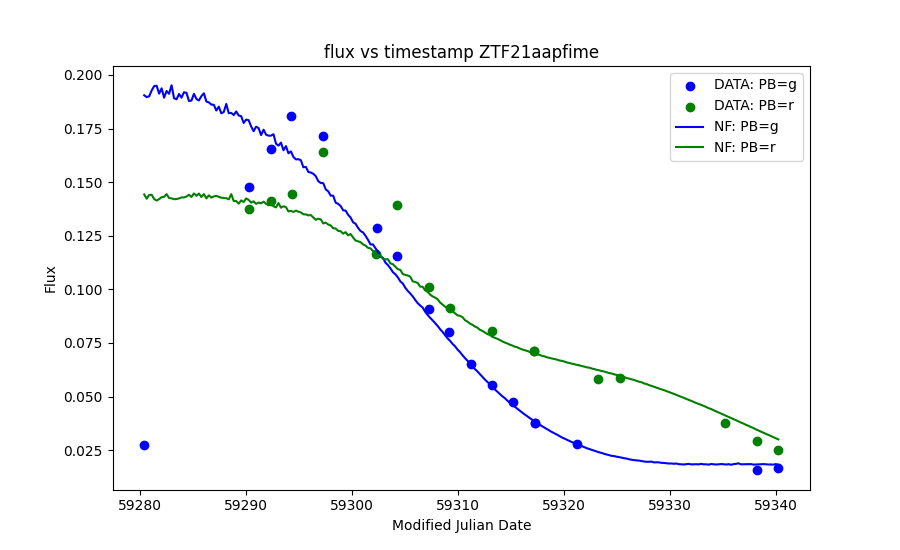 flux vs timestamp ZTF21aapfime
0.200
0.175
0.150
0.125
0.100
0.075
0.050
0.025
Flux
DATA: PB=g
DATA: PB=r
NF: PB=g
NF: PB=r
59280 59290 59300 59310 59320 59330 59340
Modified Julian Date